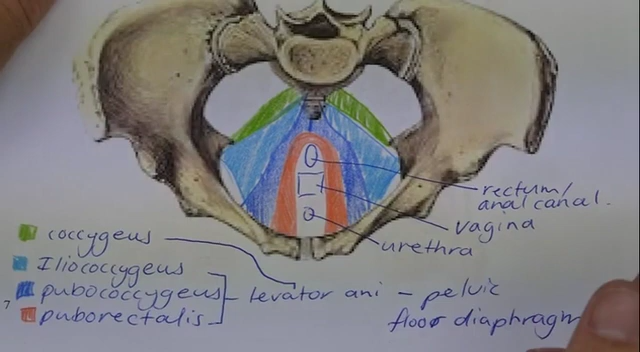 rectum/
anal canal.
vagina
urethra
coccygeus
Iliococcygeus
pubococcygeus
puborectalis
levator ani - pelvic
floor diaphragm